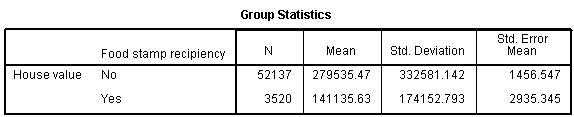 Group Statistics
Food stamp recipiency N Mean Std. Deviation Std. Error Mean
House value No 52137 279535.47 332581.142 1456.547
Yes 3520 141135.63 174152.793 2935.345